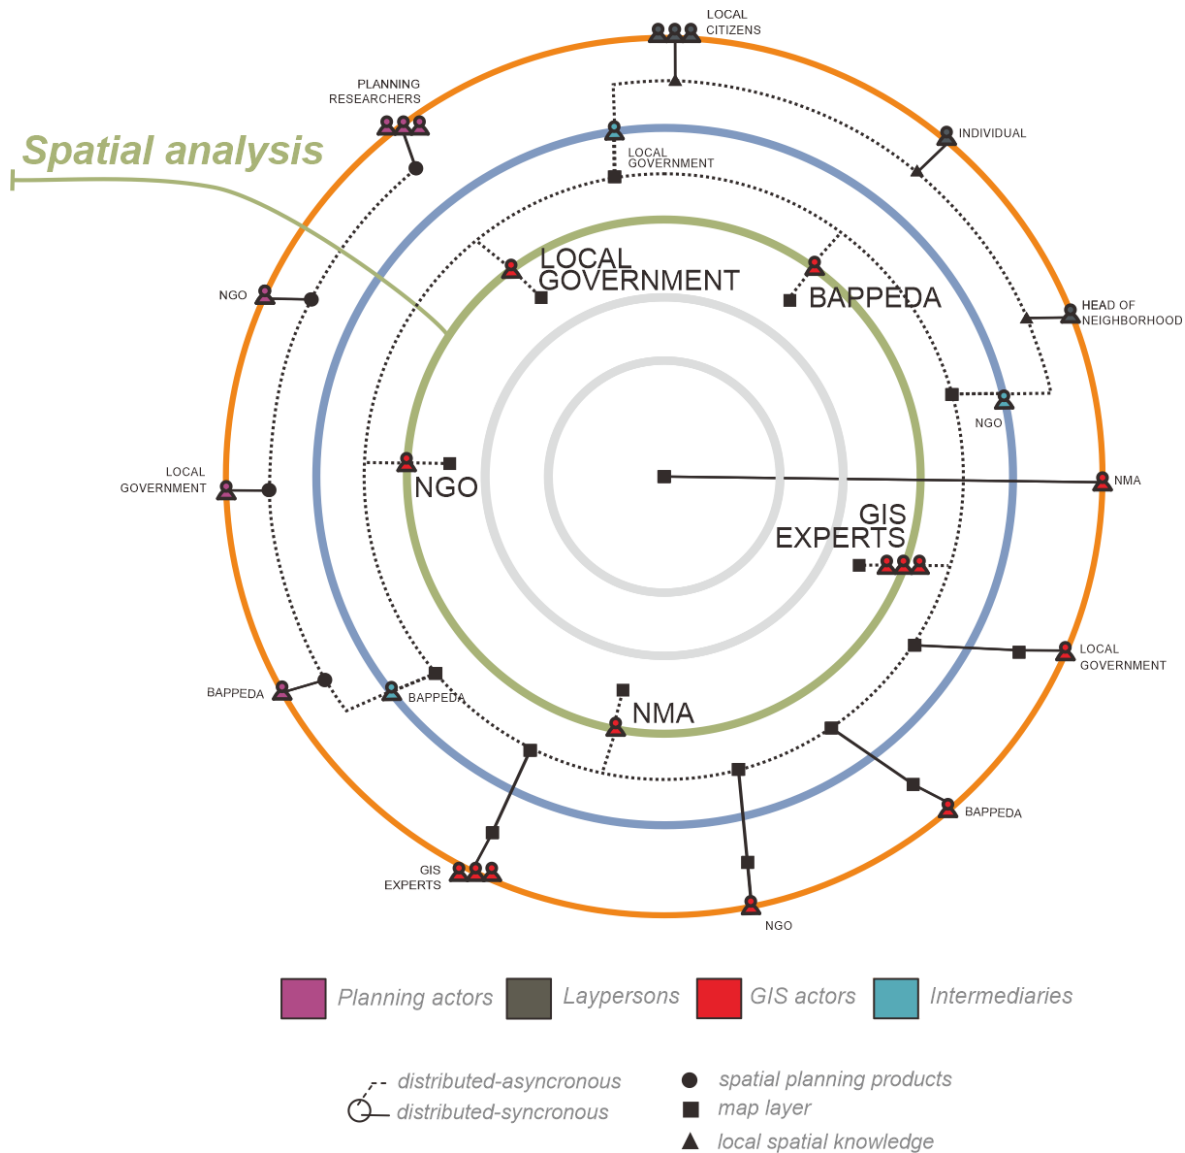 LOCAL
CITIZENS
PLANNING
RESEARCHERS
Spatial analysis
INDIVIDUAL
LOCAL
GOVERNMENT
LOCAL
GOVERNMENT
BAPPEDA
NGO
HEAD OF
NEIGHBORHOOD
NGO
LOCAL
GOVERNMENT
NGO
NMA
GIS
EXPERTS
LOCAL
GOVERNMENT
BAPPEDA
BAPPEDA
NMA
BAPPEDA
GIS
EXPERTS
NGO
Planning actors
Laypersons
GIS actors
Intermediaries
distributed-asyncronous
distributed-syncronous
spatial planning products
map layer
local spatial knowledge